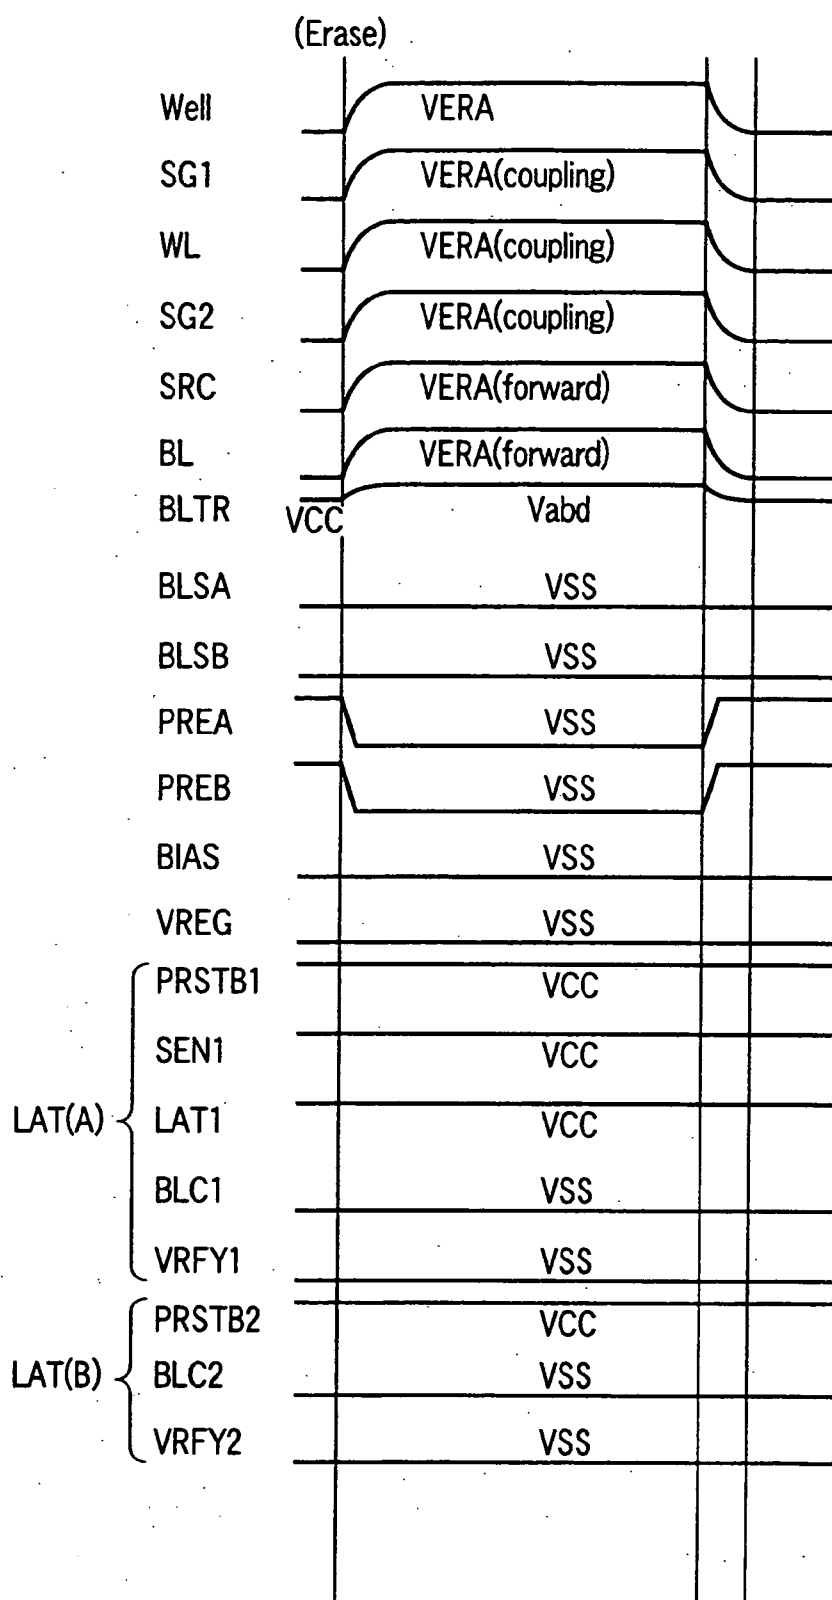 (Erase)
Well VERA
SG1 VERA(coupling)
WL VERA(coupling)
SG2 VERA(coupling)
SRC VERA(forward)
BL VERA(forward)
BLTR VCC Vabd
BLSA VSS
BLSB VSS
PREA VSS
PREB VSS
BIAS VSS
VREG VSS
PRSTB1 VCC
SEN1 VCC
LAT(A) LAT1 VCC
BLC1 VSS
VRFY1 VSS
PRSTB2 VCC
LAT(B) BLC2 VSS
VRFY2 VSS